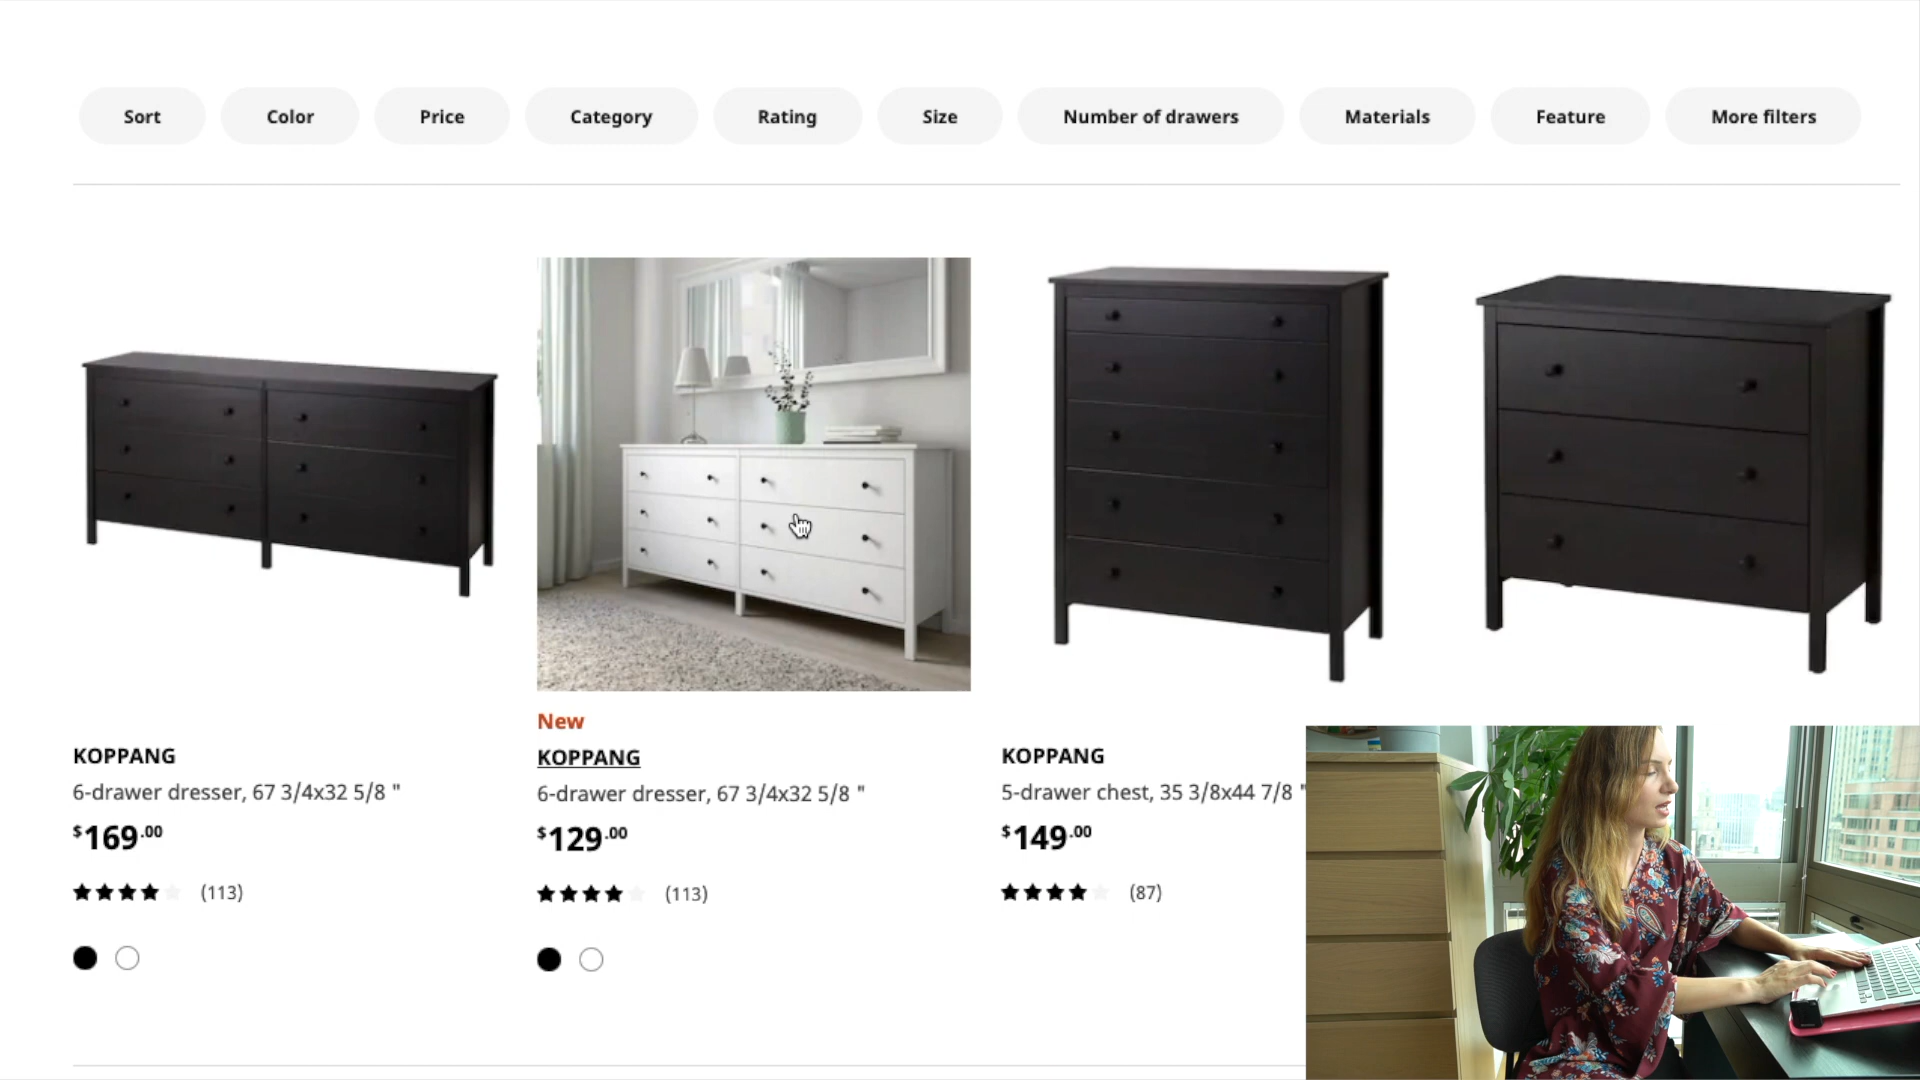 Sort
Color
Price
Category
Rating
Size
Number of drawers
Materials
Feature
More filters
KOPPANG
6-drawer dresser, 67 3/4x32 5/8 "
$169.00
(113)
New
KOPPANG
6-drawer dresser, 67 3/4x32 5/8 "
$129.00
(113)
KOPPANG
5-drawer chest, 35 3/8x44 7/8 "
$149.00
(87)